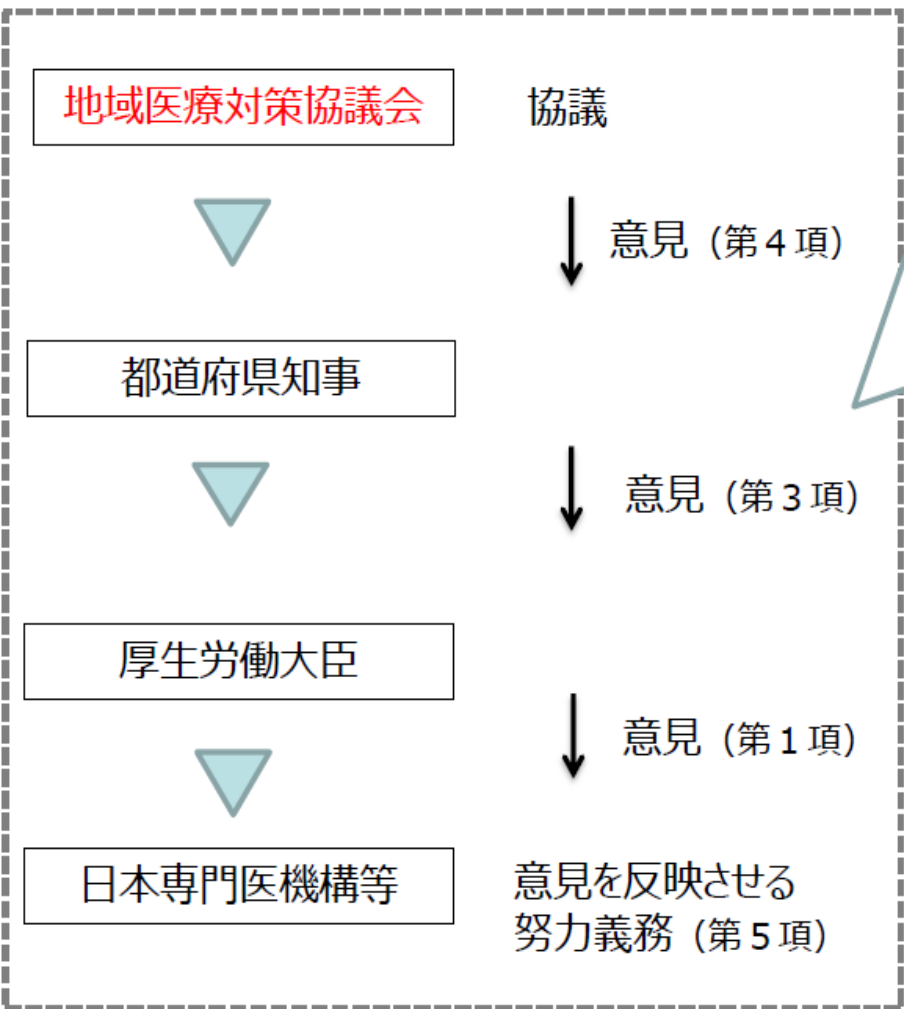 地域医療対策協議会 協議
意見（第４項）
都道府県知事
意見（第３項）
厚生労働大臣
意見（第１項）
日本専門医機構等
意見を反映させる
努力義務（第５項）